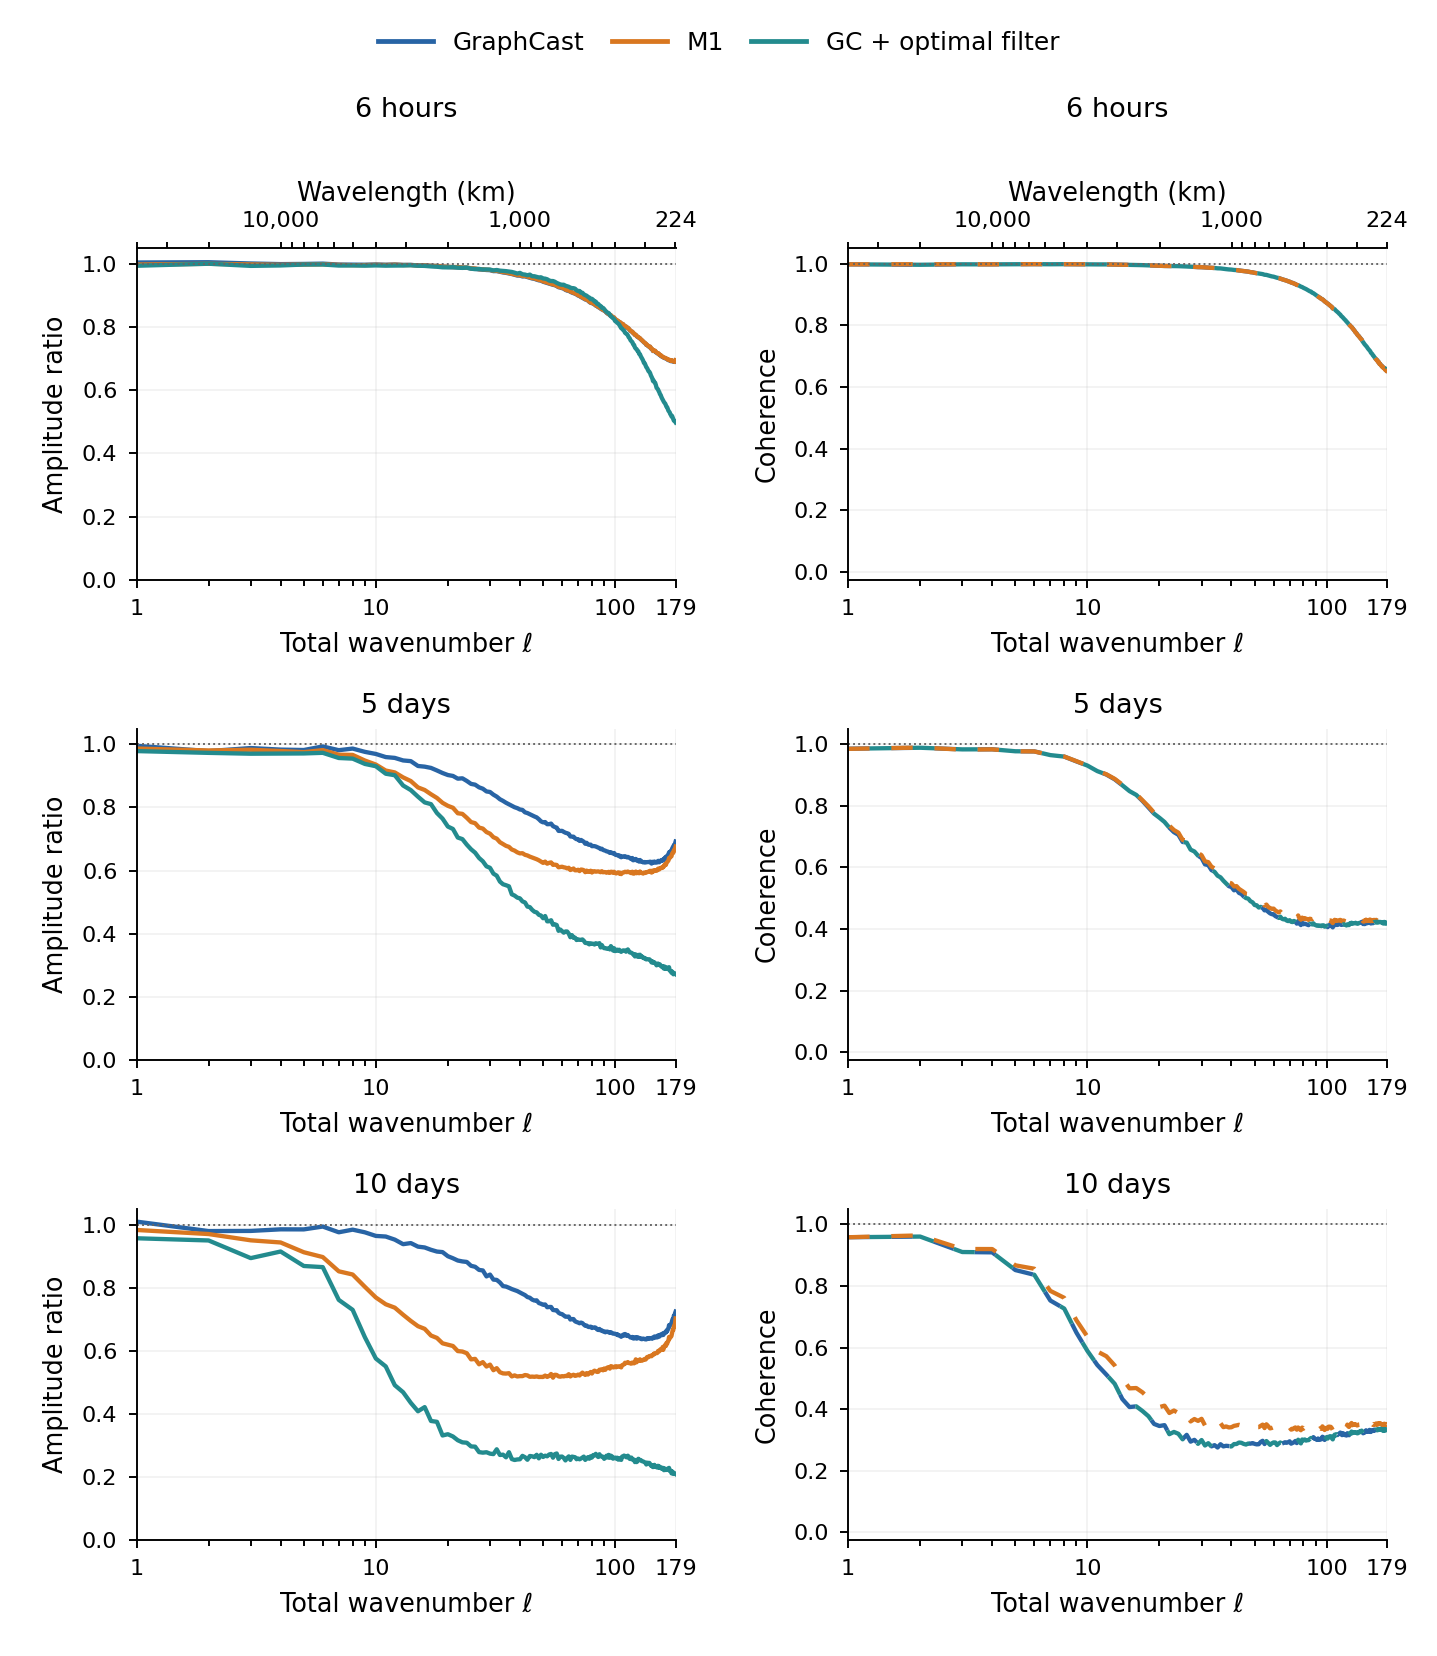 GraphCast M1 GC + optimal filter
6 hours
Wavelength (km)
10,000 1,000 224
Amplitude ratio
1.0
0.8
0.6
0.4
0.2
0.0
1 10 100 179
Total wavenumber ℓ
6 hours
Wavelength (km)
10,000 1,000 224
Coherence
1.0
0.8
0.6
0.4
0.2
0.0
1 10 100 179
Total wavenumber ℓ
5 days
Amplitude ratio
1.0
0.8
0.6
0.4
0.2
0.0
1 10 100 179
Total wavenumber ℓ
5 days
Coherence
1.0
0.8
0.6
0.4
0.2
0.0
1 10 100 179
Total wavenumber ℓ
10 days
Amplitude ratio
1.0
0.8
0.6
0.4
0.2
0.0
1 10 100 179
Total wavenumber ℓ
10 days
Coherence
1.0
0.8
0.6
0.4
0.2
0.0
1 10 100 179
Total wavenumber ℓ